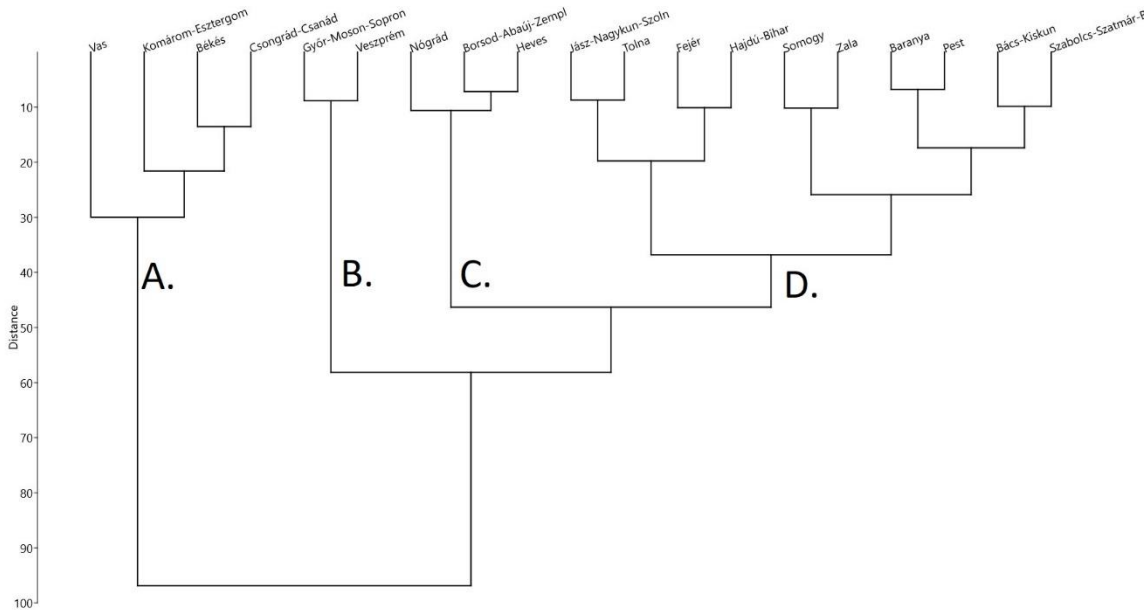 Vas
Komárom-Esztergom
Békés
Csongrád-Csanád
Győr-Moson-Sopron
Veszprém
Nógrád
Borsod-Abaúj-Zempl
Heves
Jász-Nagykun-Szoln
Tolna
Fejér
Hajdú-Bihar
Somogy
Zala
Baranya
Pest
Bács-Kiskun
Szabolcs-Szatmár-B
10
20
30
A.
B.
C.
D.
40
50
Distance
60
70
80
90
100